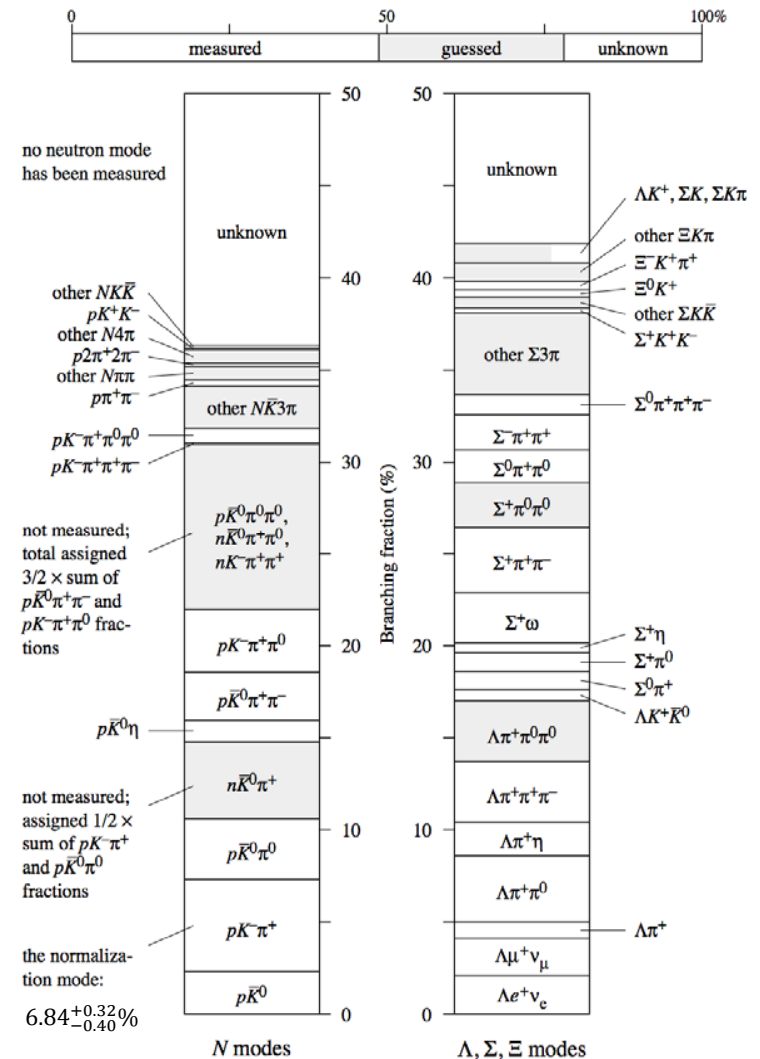 0 50 100%
measured guessed unknown
50 50
no neutron mode
has been measured
unknown
unknown
ΛK⁺, ΣK, ΣKπ
other ΞKπ
Ξ⁻K⁺π⁺
Ξ⁰K⁺
other ΣKK̅
Σ⁺K⁺K⁻
40 40
other NKK̅
pK⁺K⁻
other N4π
p2π⁺2π⁻
other Nππ
pπ⁺π⁻
other NK̅3π
pK⁻π⁺π⁰π⁰
pK⁻π⁺π⁺π⁻
other Σ3π
Σ⁰π⁺π⁺π⁻
Σ⁻π⁺π⁺
30 30
Σ⁰π⁺π⁰
Σ⁺π⁰π⁰
Σ⁺π⁺π⁻
Σ⁺ω
Branching fraction (%)
not measured;
total assigned
3/2 × sum of
pK̅⁰π⁺π⁻ and
pK⁻π⁺π⁰ frac-
tions
pK̅⁰π⁰π⁰,
nK̅⁰π⁺π⁰,
nK⁻π⁺π⁺
20 20
pK⁻π⁺π⁰
pK̅⁰π⁺π⁻
pK̅⁰η
nK̅⁰π⁺
Σ⁺η
Σ⁺π⁰
Σ⁰π⁺
ΛK⁺K̅⁰
Λπ⁺π⁰π⁰
Λπ⁺π⁺π⁻
not measured;
assigned 1/2 ×
sum of pK⁻π⁺
and pK̅⁰π⁰
fractions
10 10
pK̅⁰π⁰
pK⁻π⁺
pK̅⁰
Λπ⁺η
Λπ⁺π⁰
Λπ⁺
Λμ⁺ν_μ
Λe⁺ν_e
the normaliza-
tion mode:
6.84 +0.32 −0.40 %
0 0
N modes Λ, Σ, Ξ modes